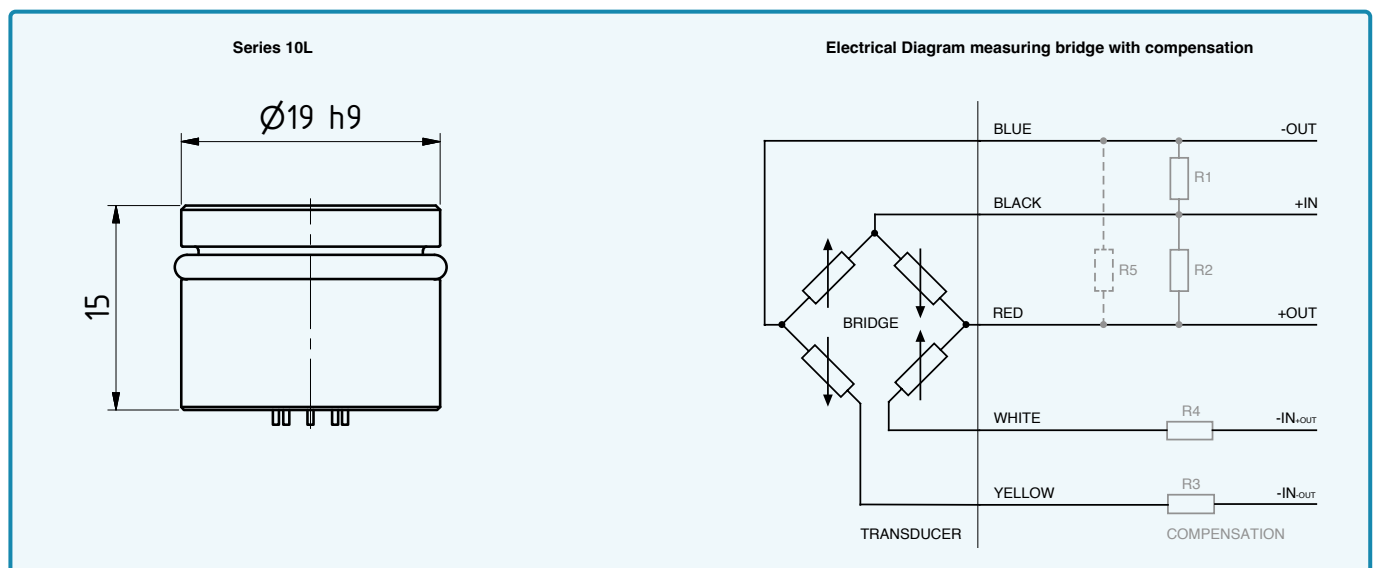 Series 10L
Electrical Diagram measuring bridge with compensation
Ø19 h9
15
BLUE
-OUT
R1
BLACK
+IN
R5
R2
BRIDGE
RED
+OUT
WHITE
R4
-IN+OUT
YELLOW
R3
-IN-OUT
TRANSDUCER
COMPENSATION